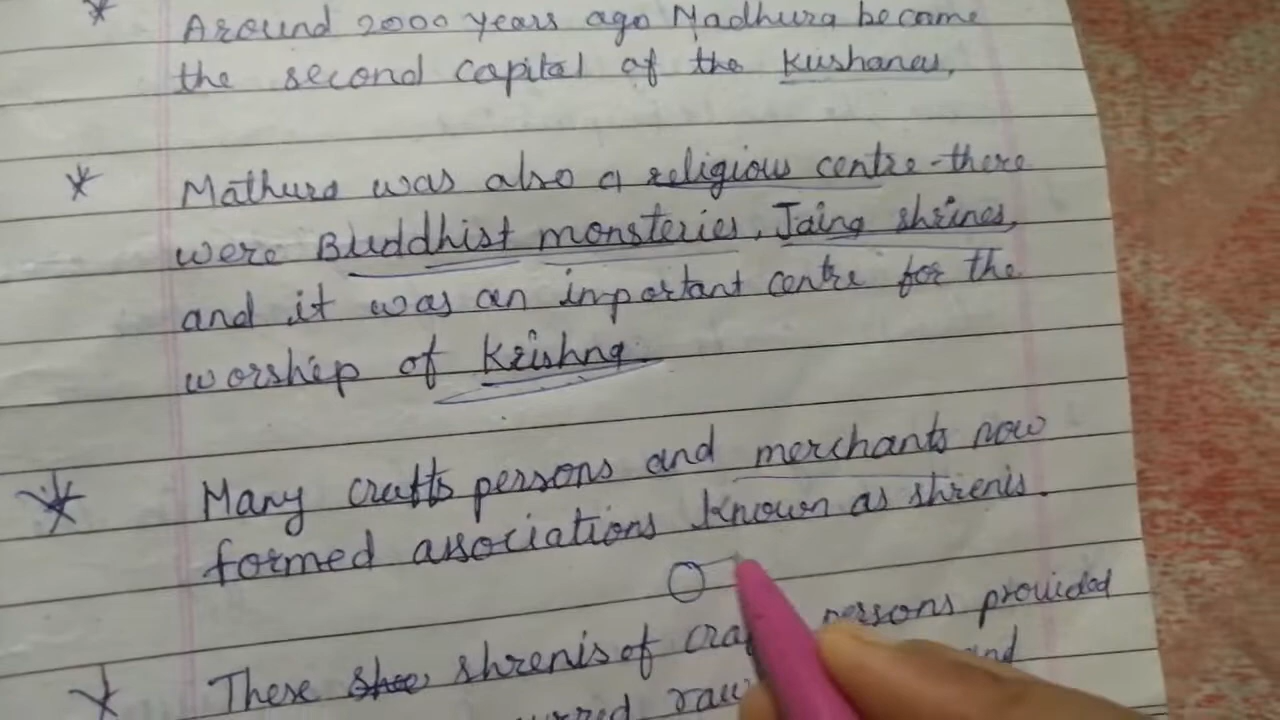 * Around 2000 years ago Madhura became
the second capital of the Kushanas,
* Mathura was also a religious centre there
were Buddhist monsteries, Jaing shrines,
and it was an important centre for the
worship of Krishna.
* Many crafts persons and merchants now
formed associations known as shrenis.
* These shrenis of persons provided